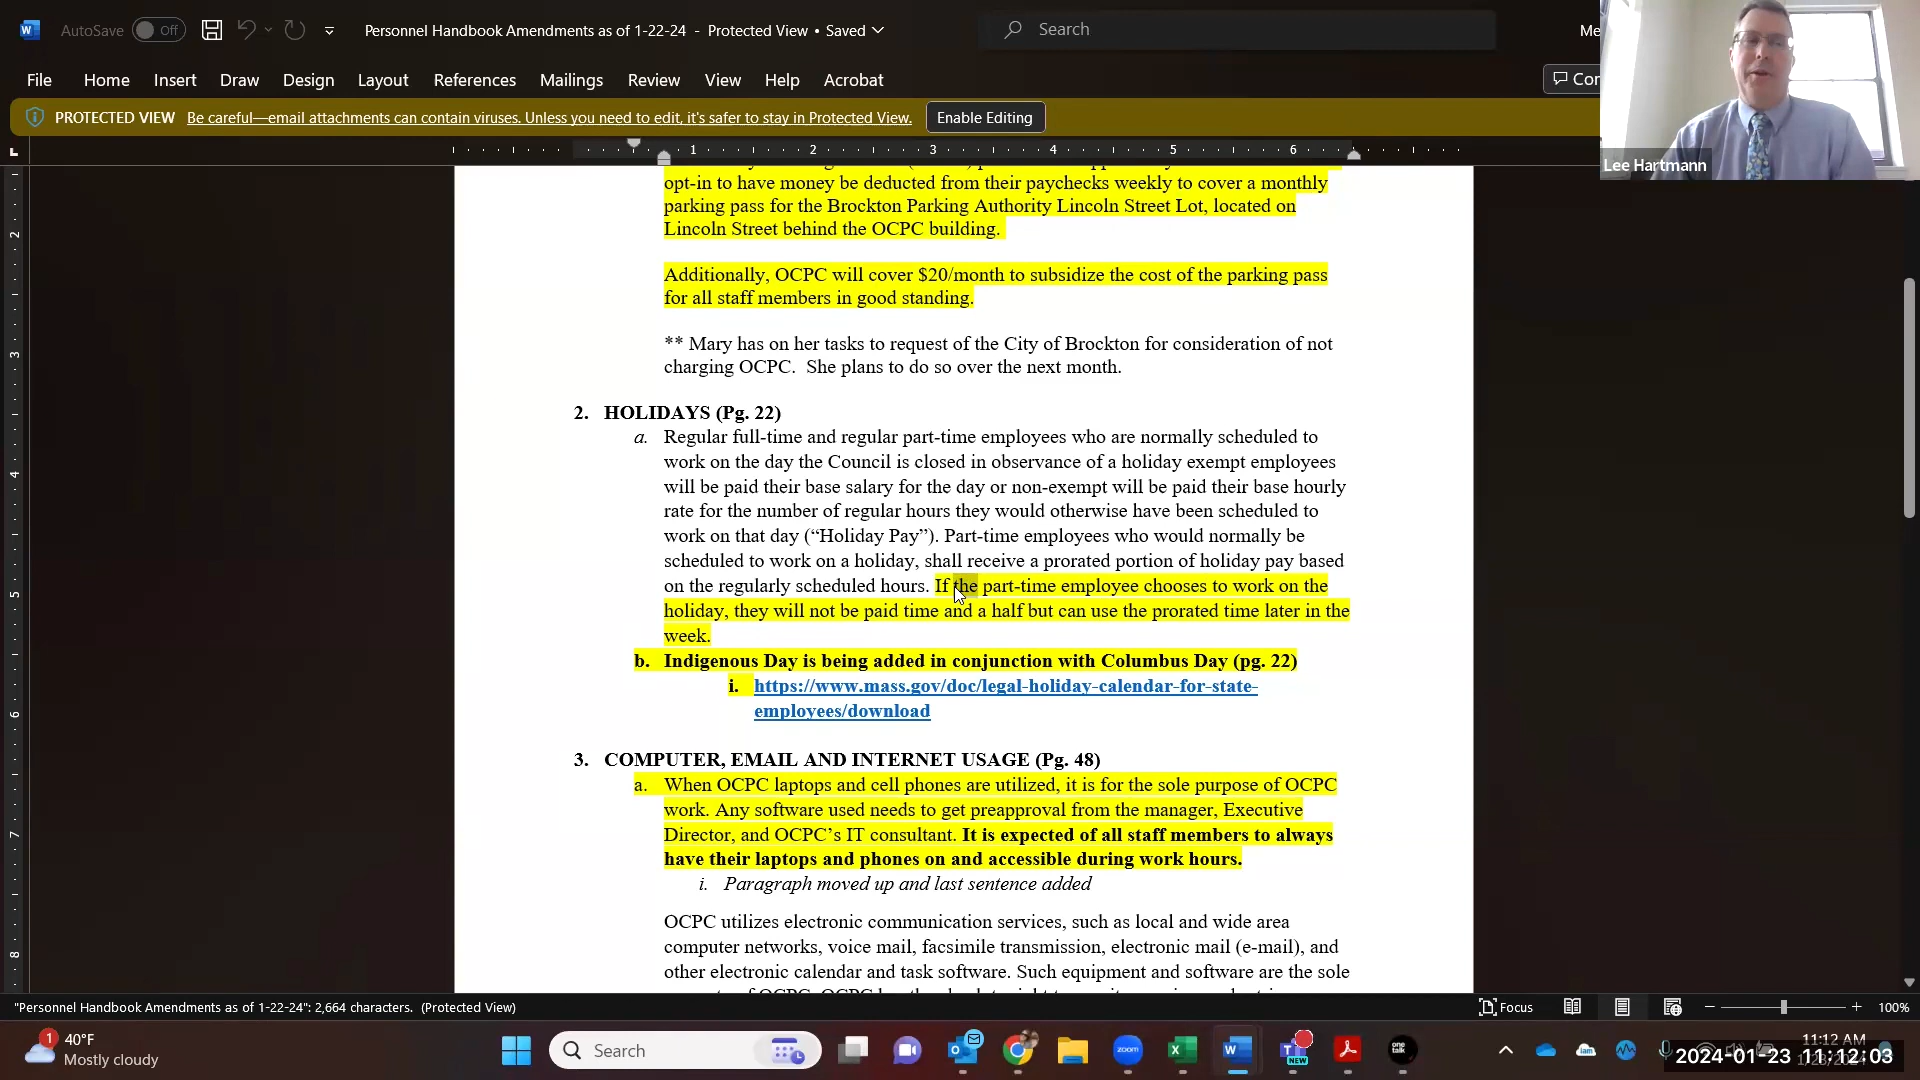 AutoSave Off
Personnel Handbook Amendments as of 1-22-24 - Protected View • Saved
Search
Me
File Home Insert Draw Design Layout References Mailings Review View Help Acrobat
Con
PROTECTED VIEW Be careful—email attachments can contain viruses. Unless you need to edit, it's safer to stay in Protected View. Enable Editing
Lee Hartmann
1 2 3 4 5 6
opt-in to have money be deducted from their paychecks weekly to cover a monthly
parking pass for the Brockton Parking Authority Lincoln Street Lot, located on
Lincoln Street behind the OCPC building.
Additionally, OCPC will cover $20/month to subsidize the cost of the parking pass
for all staff members in good standing.
** Mary has on her tasks to request of the City of Brockton for consideration of not
charging OCPC. She plans to do so over the next month.
2. HOLIDAYS (Pg. 22)
a. Regular full-time and regular part-time employees who are normally scheduled to
work on the day the Council is closed in observance of a holiday exempt employees
will be paid their base salary for the day or non-exempt will be paid their base hourly
rate for the number of regular hours they would otherwise have been scheduled to
work on that day (“Holiday Pay”). Part-time employees who would normally be
scheduled to work on a holiday, shall receive a prorated portion of holiday pay based
on the regularly scheduled hours. If the part-time employee chooses to work on the
holiday, they will not be paid time and a half but can use the prorated time later in the
week.
b. Indigenous Day is being added in conjunction with Columbus Day (pg. 22)
i. https://www.mass.gov/doc/legal-holiday-calendar-for-state-
employees/download
3. COMPUTER, EMAIL AND INTERNET USAGE (Pg. 48)
a. When OCPC laptops and cell phones are utilized, it is for the sole purpose of OCPC
work. Any software used needs to get preapproval from the manager, Executive
Director, and OCPC’s IT consultant. It is expected of all staff members to always
have their laptops and phones on and accessible during work hours.
i. Paragraph moved up and last sentence added
OCPC utilizes electronic communication services, such as local and wide area
computer networks, voice mail, facsimile transmission, electronic mail (e-mail), and
other electronic calendar and task software. Such equipment and software are the sole
2
3
4
5
6
7
8
"Personnel Handbook Amendments as of 1-22-24": 2,664 characters. (Protected View)
Focus
100%
1
40°F
Mostly cloudy
Search
zoom
NEW
one talk
11:12 AM
2024-01-23 11:12:03